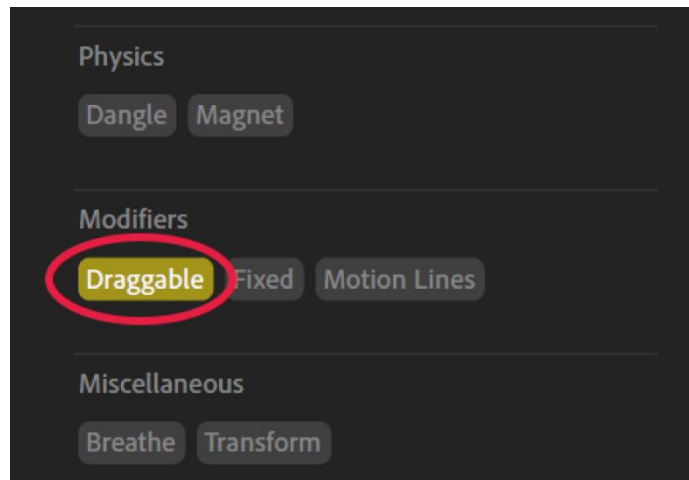 Physics
Dangle Magnet
Modifiers
Draggable Fixed Motion Lines
Miscellaneous
Breathe Transform